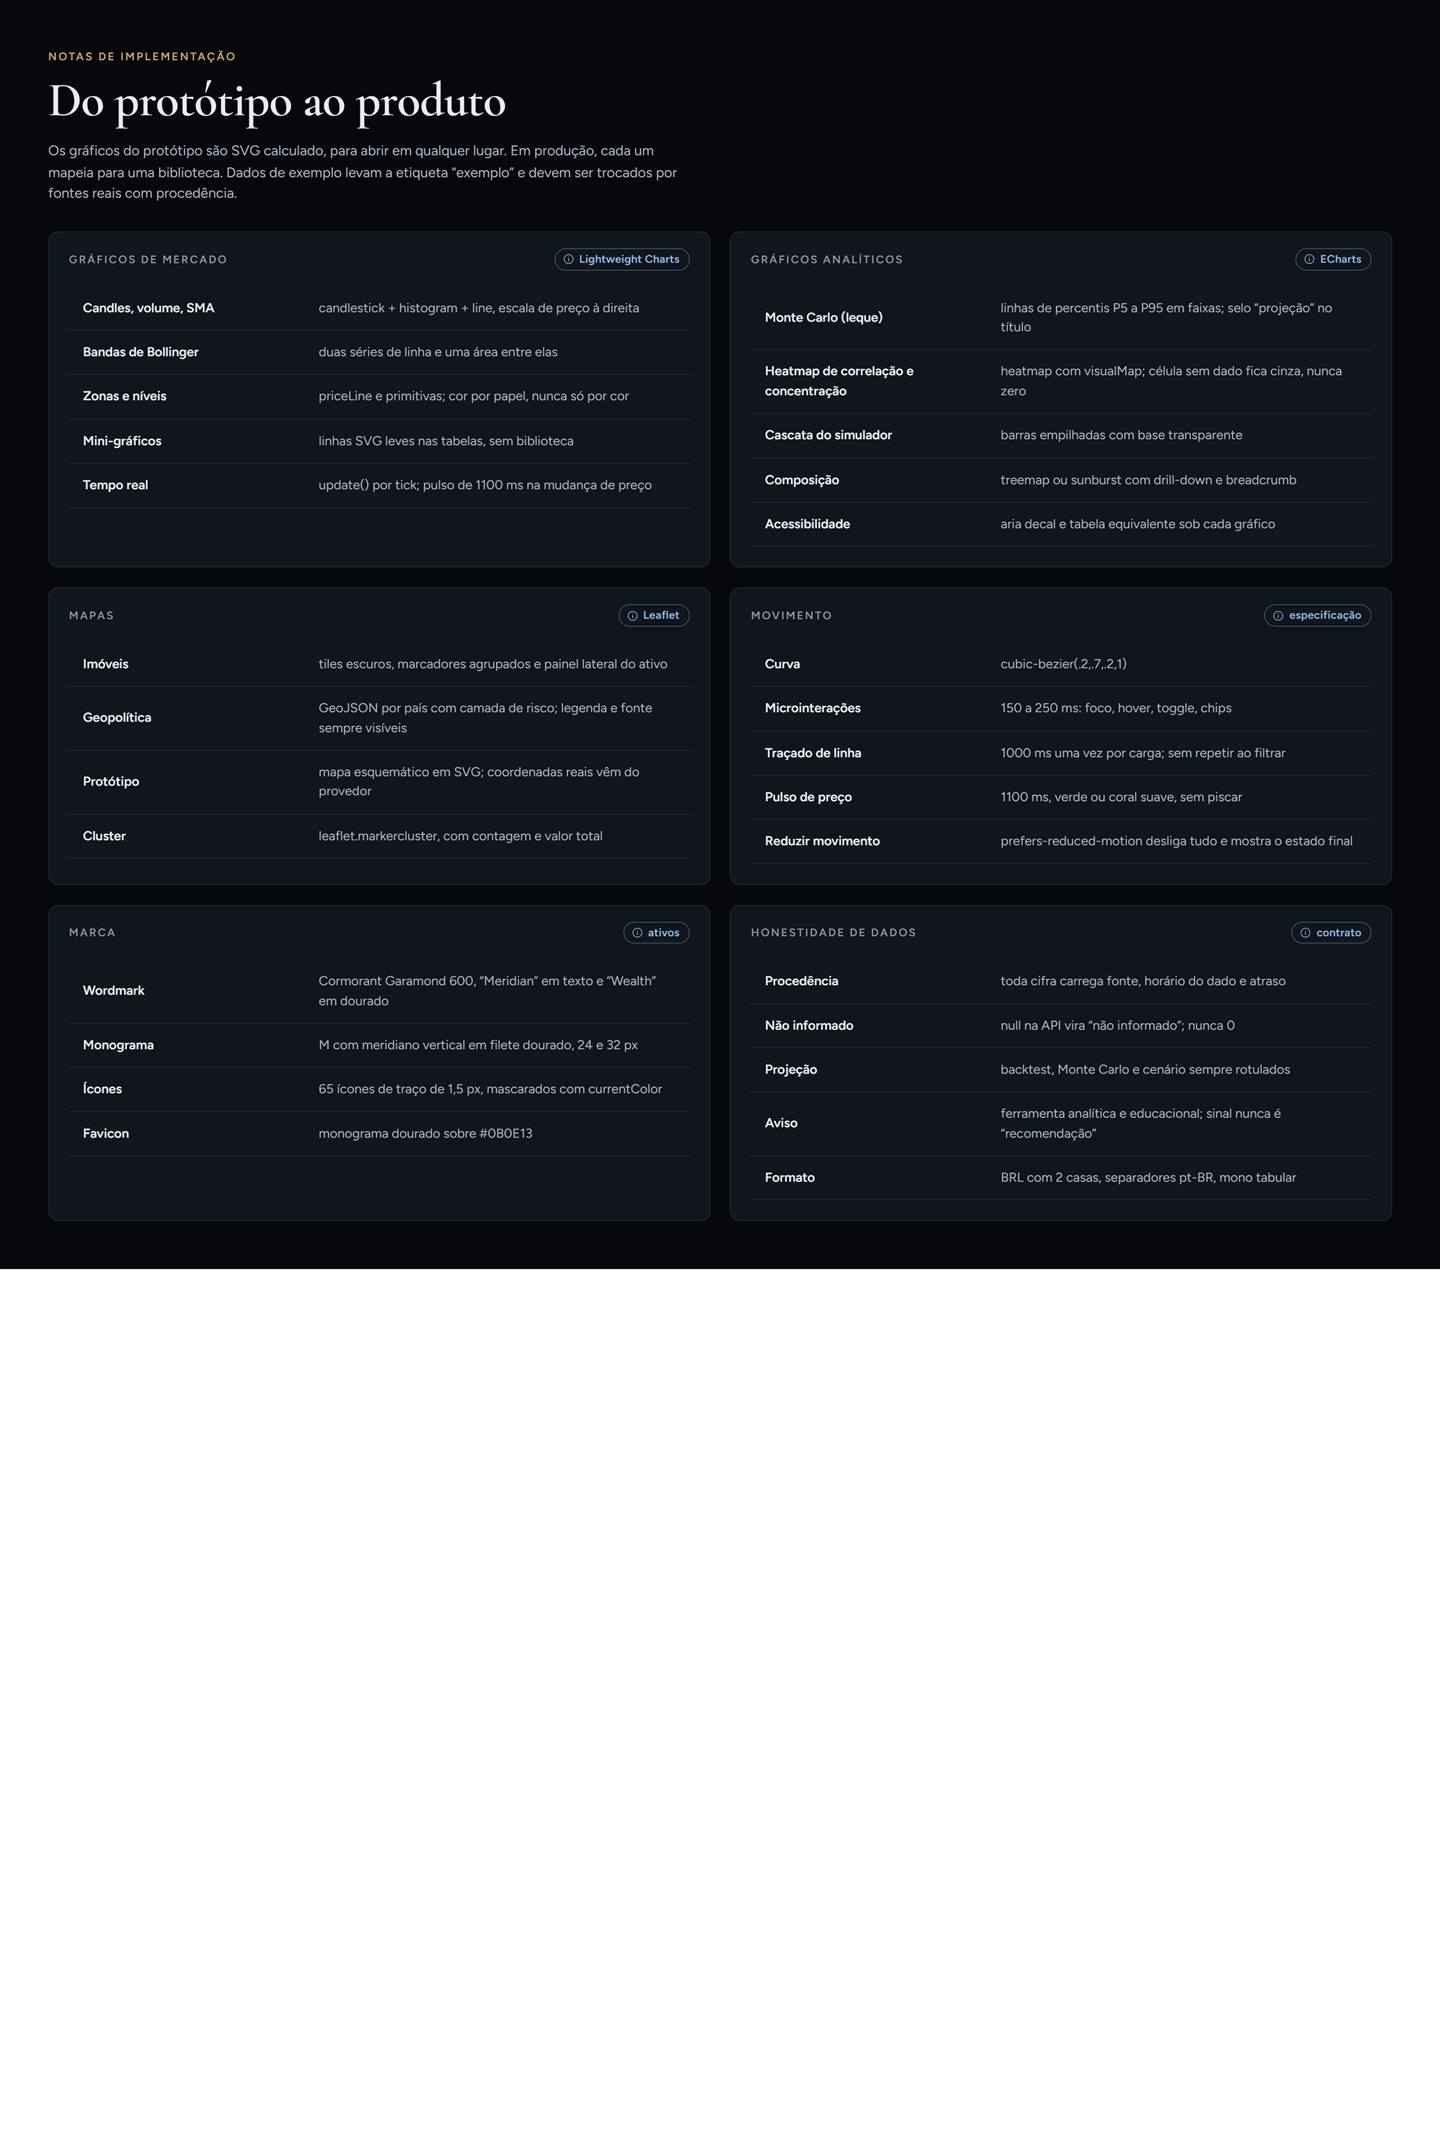 NOTAS DE IMPLEMENTAÇÃO
Do protótipo ao produto
Os gráficos do protótipo são SVG calculado, para abrir em qualquer lugar. Em produção, cada um
mapeia para uma biblioteca. Dados de exemplo levam a etiqueta “exemplo” e devem ser trocados por
fontes reais com procedência.
GRÁFICOS DE MERCADO
Lightweight Charts
Candles, volume, SMA
candlestick + histogram + line, escala de preço à direita
Bandas de Bollinger
duas séries de linha e uma área entre elas
Zonas e níveis
priceLine e primitivas; cor por papel, nunca só por cor
Mini-gráficos
linhas SVG leves nas tabelas, sem biblioteca
Tempo real
update() por tick; pulso de 1100 ms na mudança de preço
GRÁFICOS ANALÍTICOS
ECharts
Monte Carlo (leque)
linhas de percentis P5 a P95 em faixas; selo “projeção” no
título
Heatmap de correlação e
concentração
heatmap com visualMap; célula sem dado fica cinza, nunca
zero
Cascata do simulador
barras empilhadas com base transparente
Composição
treemap ou sunburst com drill-down e breadcrumb
Acessibilidade
aria decal e tabela equivalente sob cada gráfico
MAPAS
Leaflet
Imóveis
tiles escuros, marcadores agrupados e painel lateral do ativo
Geopolítica
GeoJSON por país com camada de risco; legenda e fonte
sempre visíveis
Protótipo
mapa esquemático em SVG; coordenadas reais vêm do
provedor
Cluster
leaflet.markercluster, com contagem e valor total
MOVIMENTO
especificação
Curva
cubic-bezier(.2,.7,.2,1)
Microinterações
150 a 250 ms: foco, hover, toggle, chips
Traçado de linha
1000 ms uma vez por carga; sem repetir ao filtrar
Pulso de preço
1100 ms, verde ou coral suave, sem piscar
Reduzir movimento
prefers-reduced-motion desliga tudo e mostra o estado final
MARCA
ativos
Wordmark
Cormorant Garamond 600, “Meridian” em texto e “Wealth”
em dourado
Monograma
M com meridiano vertical em filete dourado, 24 e 32 px
Ícones
65 ícones de traço de 1,5 px, mascarados com currentColor
Favicon
monograma dourado sobre #0B0E13
HONESTIDADE DE DADOS
contrato
Procedência
toda cifra carrega fonte, horário do dado e atraso
Não informado
null na API vira “não informado”; nunca 0
Projeção
backtest, Monte Carlo e cenário sempre rotulados
Aviso
ferramenta analítica e educacional; sinal nunca é
“recomendação”
Formato
BRL com 2 casas, separadores pt-BR, mono tabular